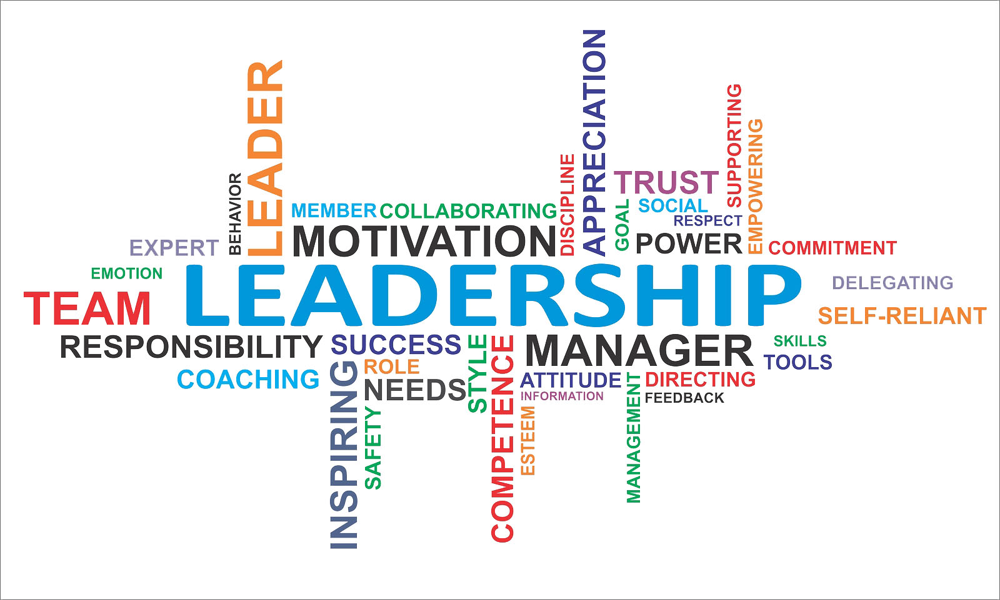 APPRECIATION
LEADER
SUPPORTING
EMPOWERING
DISCIPLINE
TRUST
BEHAVIOR
MEMBER
COLLABORATING
GOAL
SOCIAL
RESPECT
MOTIVATION
POWER
EXPERT
COMMITMENT
EMOTION
LEADERSHIP
DELEGATING
TEAM
SELF-RELIANT
RESPONSIBILITY
SUCCESS
STYLE
COMPETENCE
MANAGER
SKILLS
TOOLS
COACHING
INSPIRING
ROLE
NEEDS
ATTITUDE
DIRECTING
INFORMATION
FEEDBACK
SAFETY
ESTEEM
MANAGEMENT